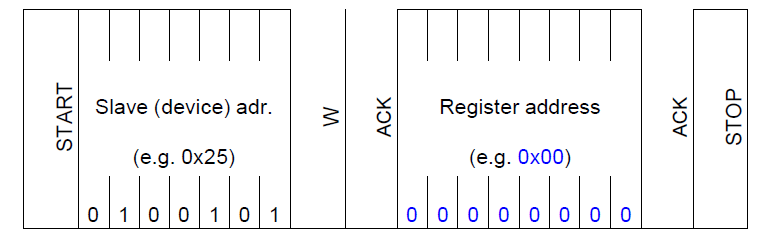 START
Slave (device) adr.
(e.g. 0x25)
0 1 0 0 1 0 1
W
ACK
Register address
(e.g. 0x00)
0 0 0 0 0 0 0 0
ACK
STOP